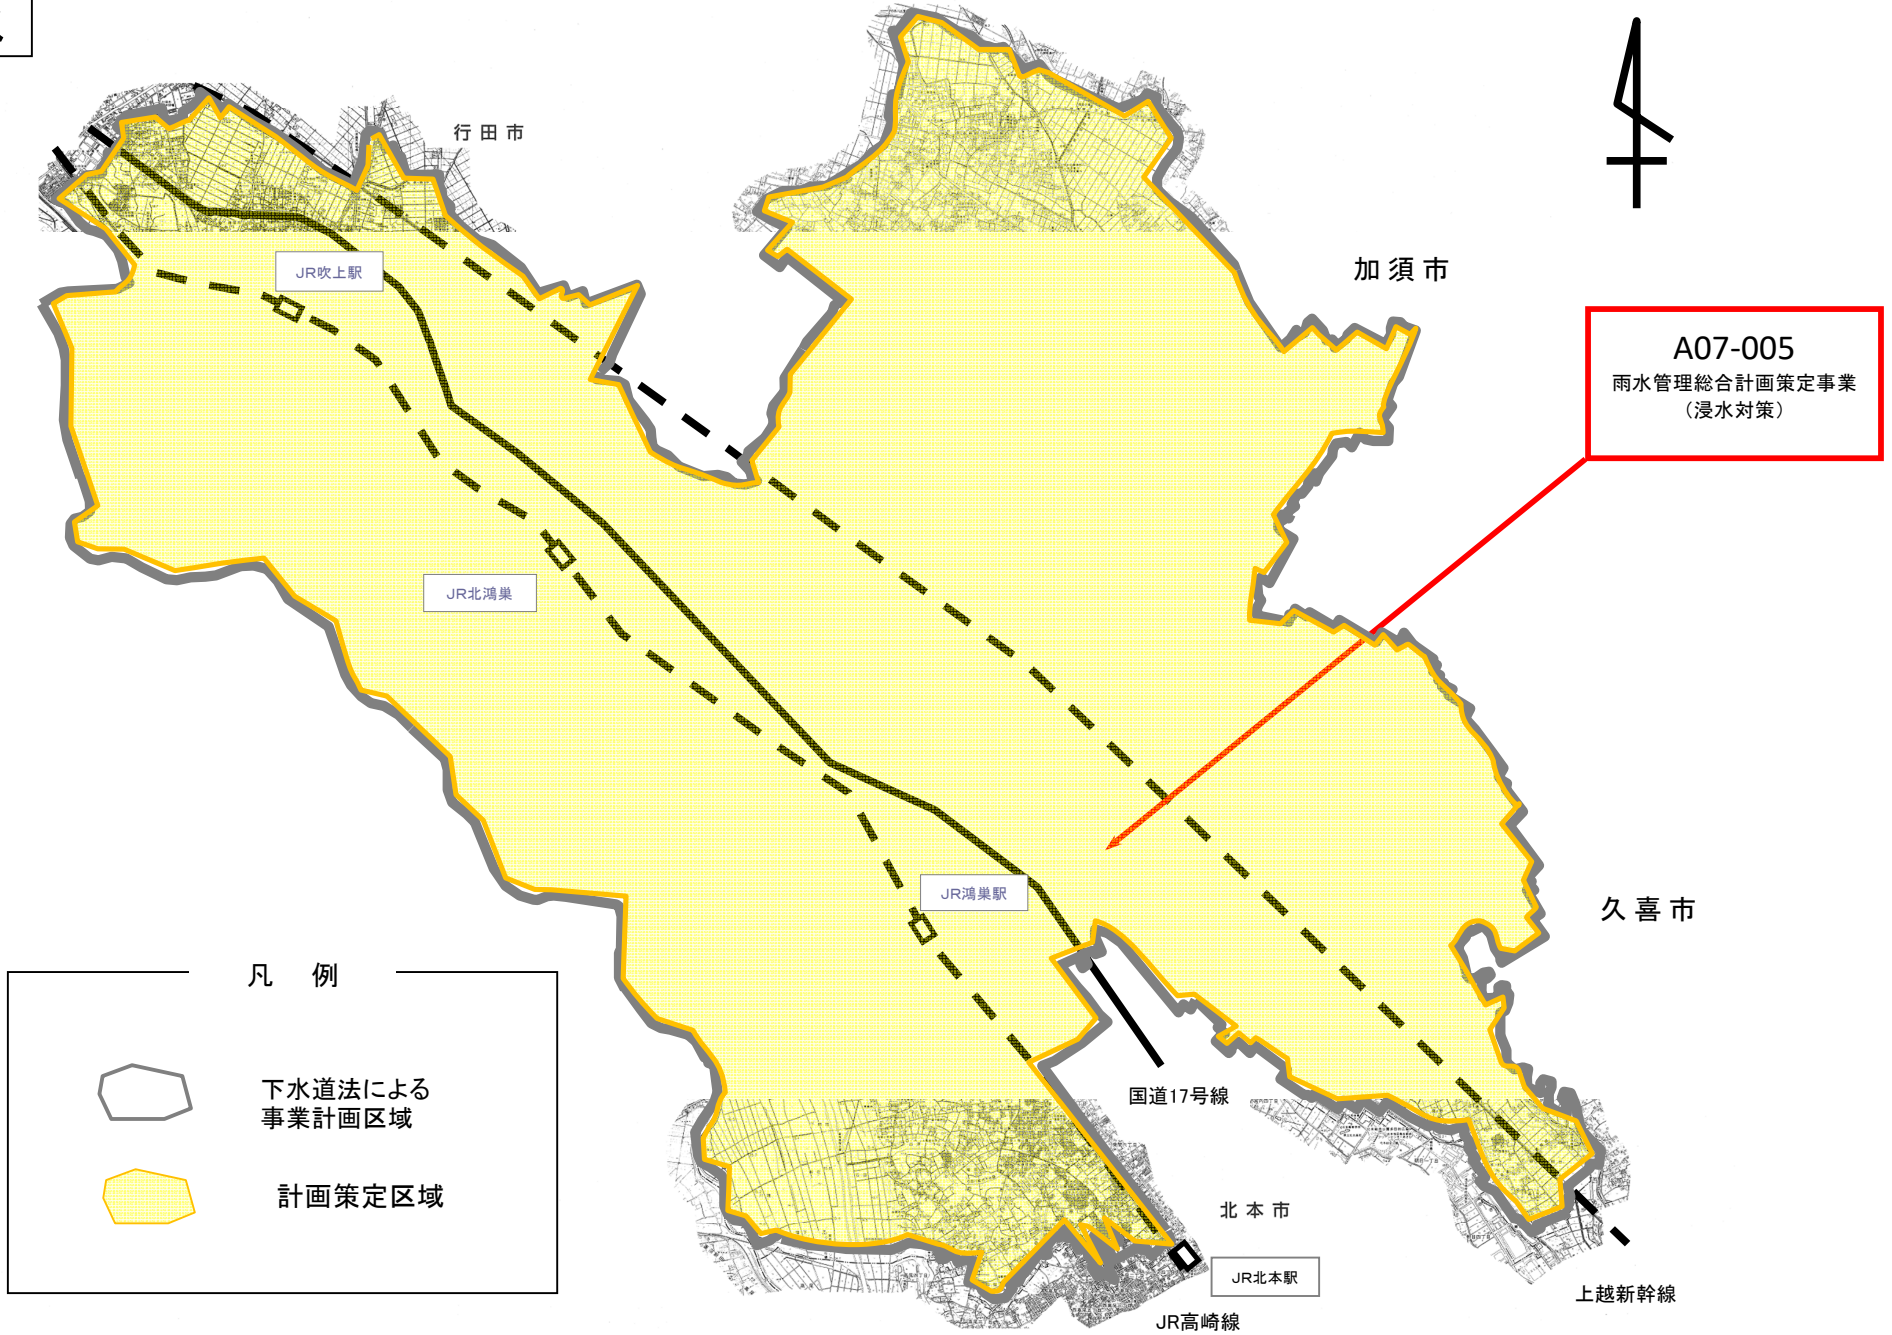 行田市
加須市
JR吹上駅
A07-005
雨水管理総合計画策定事業
(浸水対策)
JR北鴻巣
JR鴻巣駅
久喜市
凡 例
下水道法による
事業計画区域
計画策定区域
国道17号線
北本市
JR北本駅
上越新幹線
JR高崎線